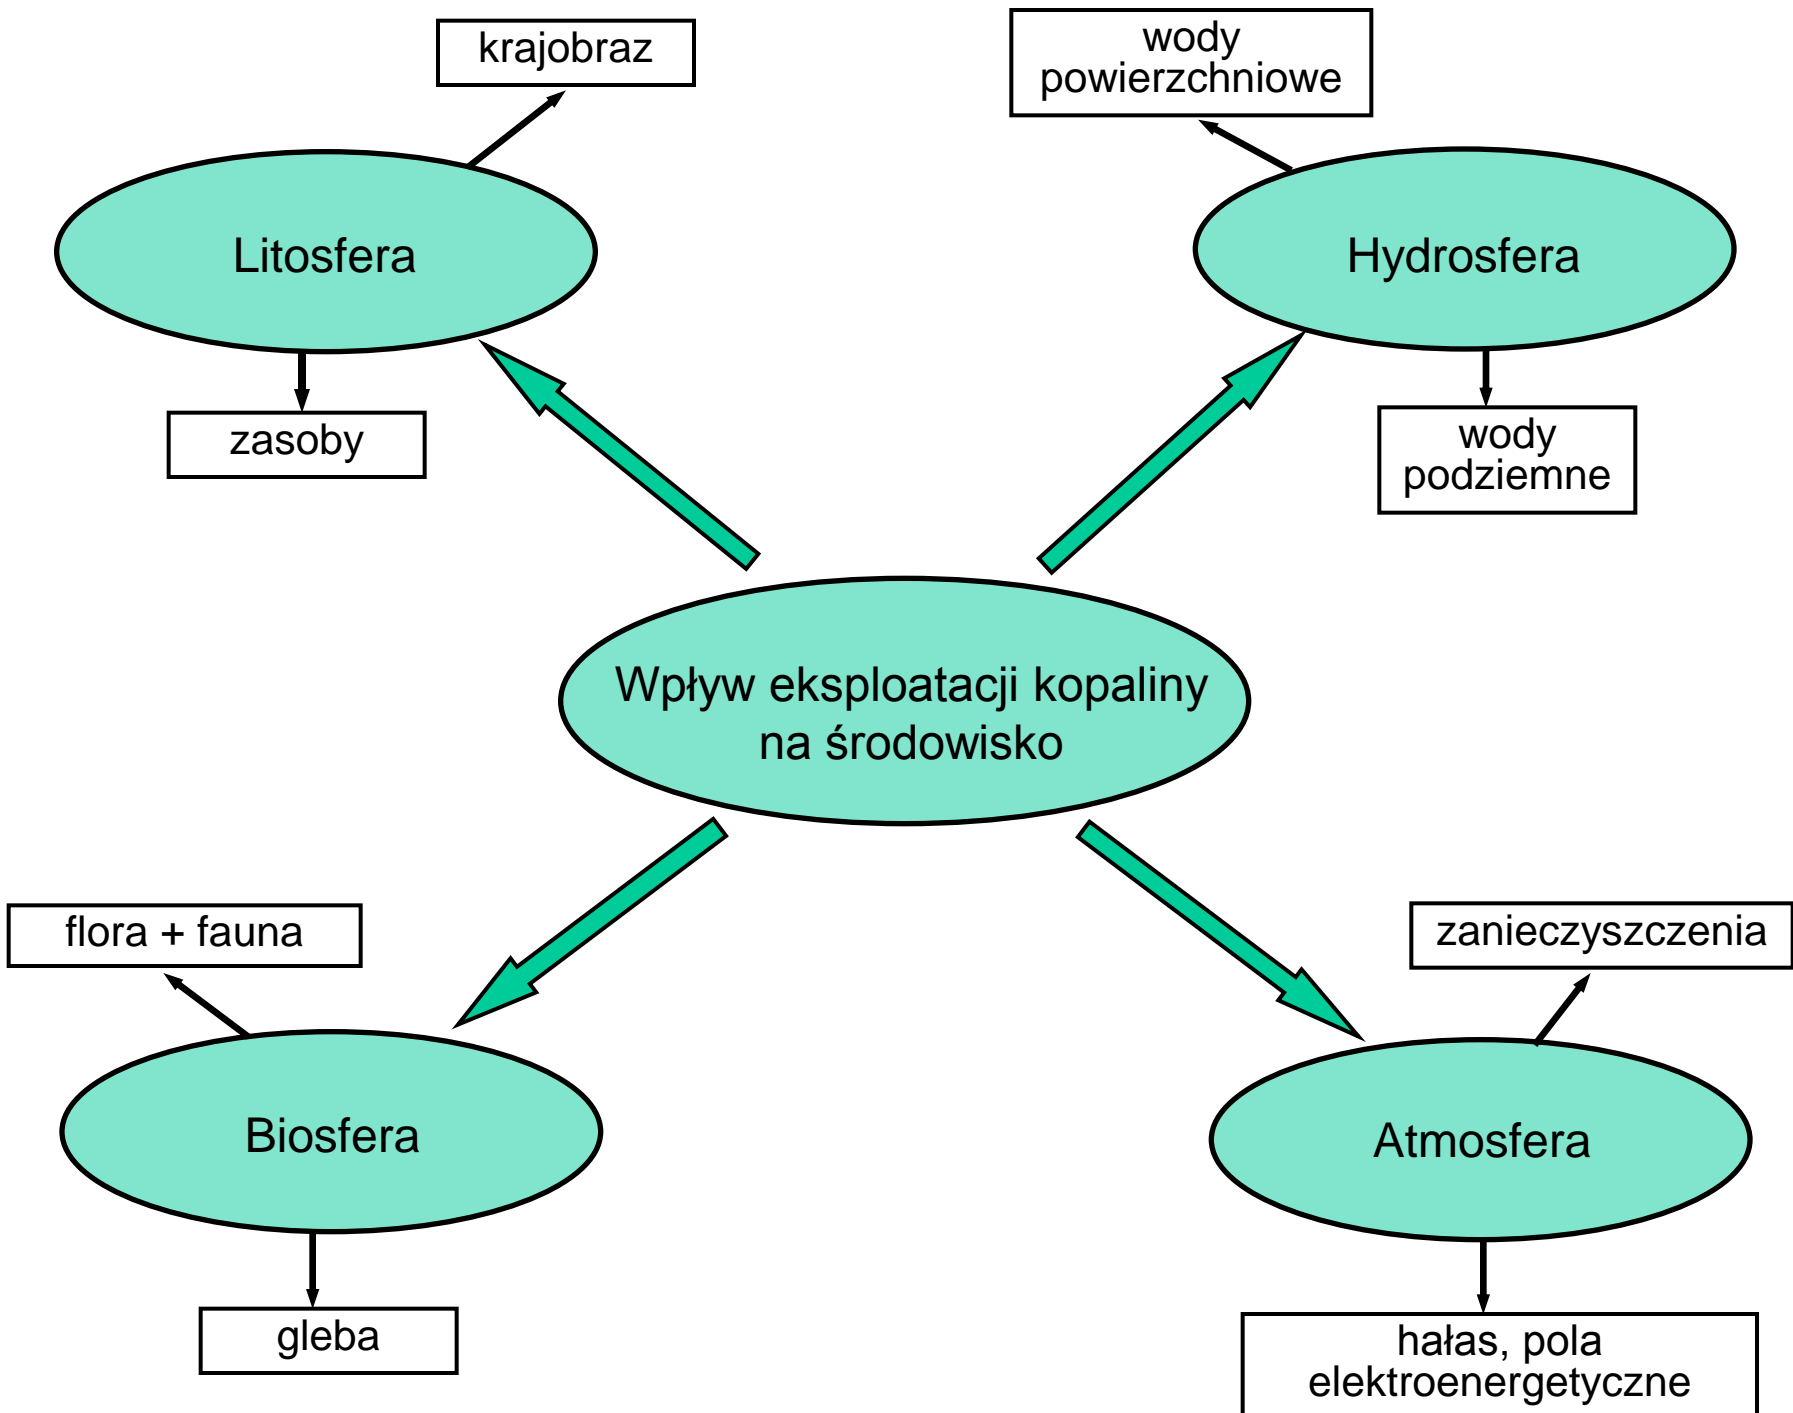 krajobraz
wody
powierzchniowe
Litosfera
Hydrosfera
zasoby
wody
podziemne
Wpływ eksploatacji kopaliny
na środowisko
flora + fauna
zanieczyszczenia
Biosfera
Atmosfera
gleba
hałas, pola
elektroenergetyczne